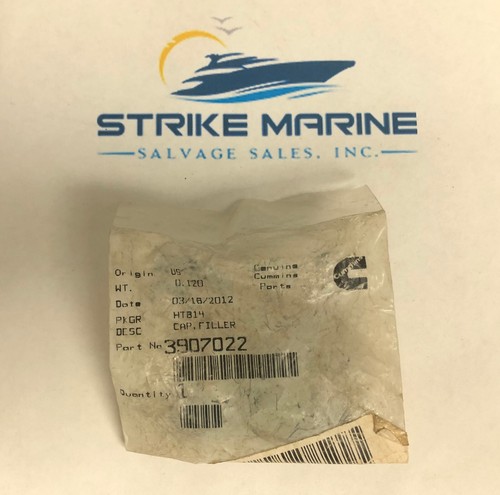 STRIKE MARINE
SALVAGE SALES, INC.
Origin US
WT. 0.120
Date 03/18/2012
PKGR HT814
DESC CAP,FILLER
Part No 3907022
Quantity 1
Genuine
Cummins
Parts
Cummins